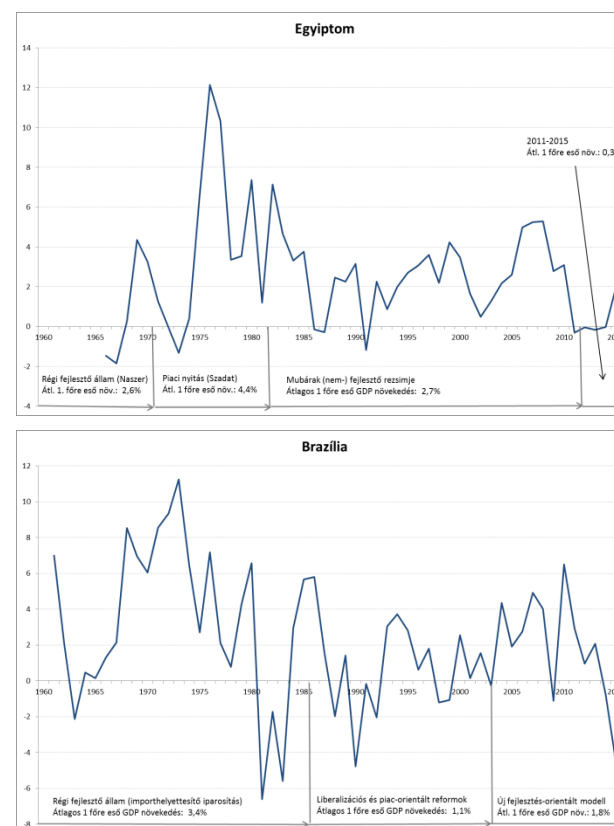 Egyiptom
14
12
10
8
6
4
2
0
-2
-4
1960 1965 1970 1975 1980 1985 1990 1995 2000 2005 2010
2011-2015
Átl. 1 főre eső növ.: 0,3
Régi fejlesztő állam (Naszer)
Átl. 1. főre eső növ.: 2,6%
Piaci nyitás (Szadat)
Átl. 1 főre eső növ.: 4,4%
Mubárak (nem-) fejlesztő rezsimje
Átlagos 1 főre eső GDP növekedés: 2,7%
Brazília
12
10
8
6
4
2
0
-2
-4
-6
-8
1960 1965 1970 1975 1980 1985 1990 1995 2000 2005 2010
Régi fejlesztő állam (importhelyettesítő iparosítás)
Átlagos 1 főre eső GDP növekedés: 3,4%
Liberalizációs és piac-orientált reformok
Átlagos 1 főre eső GDP növekedés: 1,1%
Új fejlesztés-orientált modell
Átl. 1 főre eső GDP növ.: 1,8%